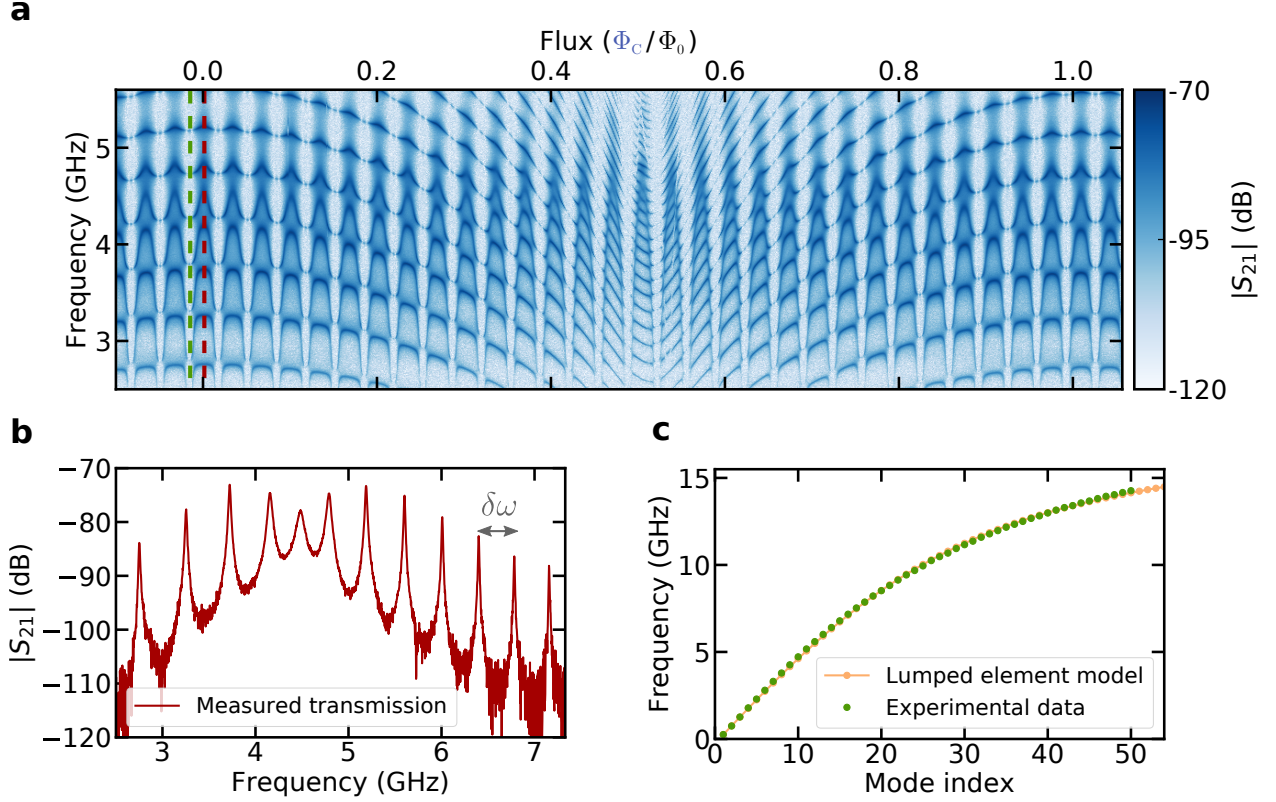 a
Flux (Φ_C/Φ_0)
0.0 0.2 0.4 0.6 0.8 1.0
Frequency (GHz)
5
4
3
-70
-95
-120
|S_21| (dB)
b
|S_21| (dB)
−70
−80
−90
−100
−110
−120
δω
Measured transmission
3 4 5 6 7
Frequency (GHz)
c
Frequency (GHz)
15
10
5
0
Lumped element model
Experimental data
0 10 20 30 40 50
Mode index